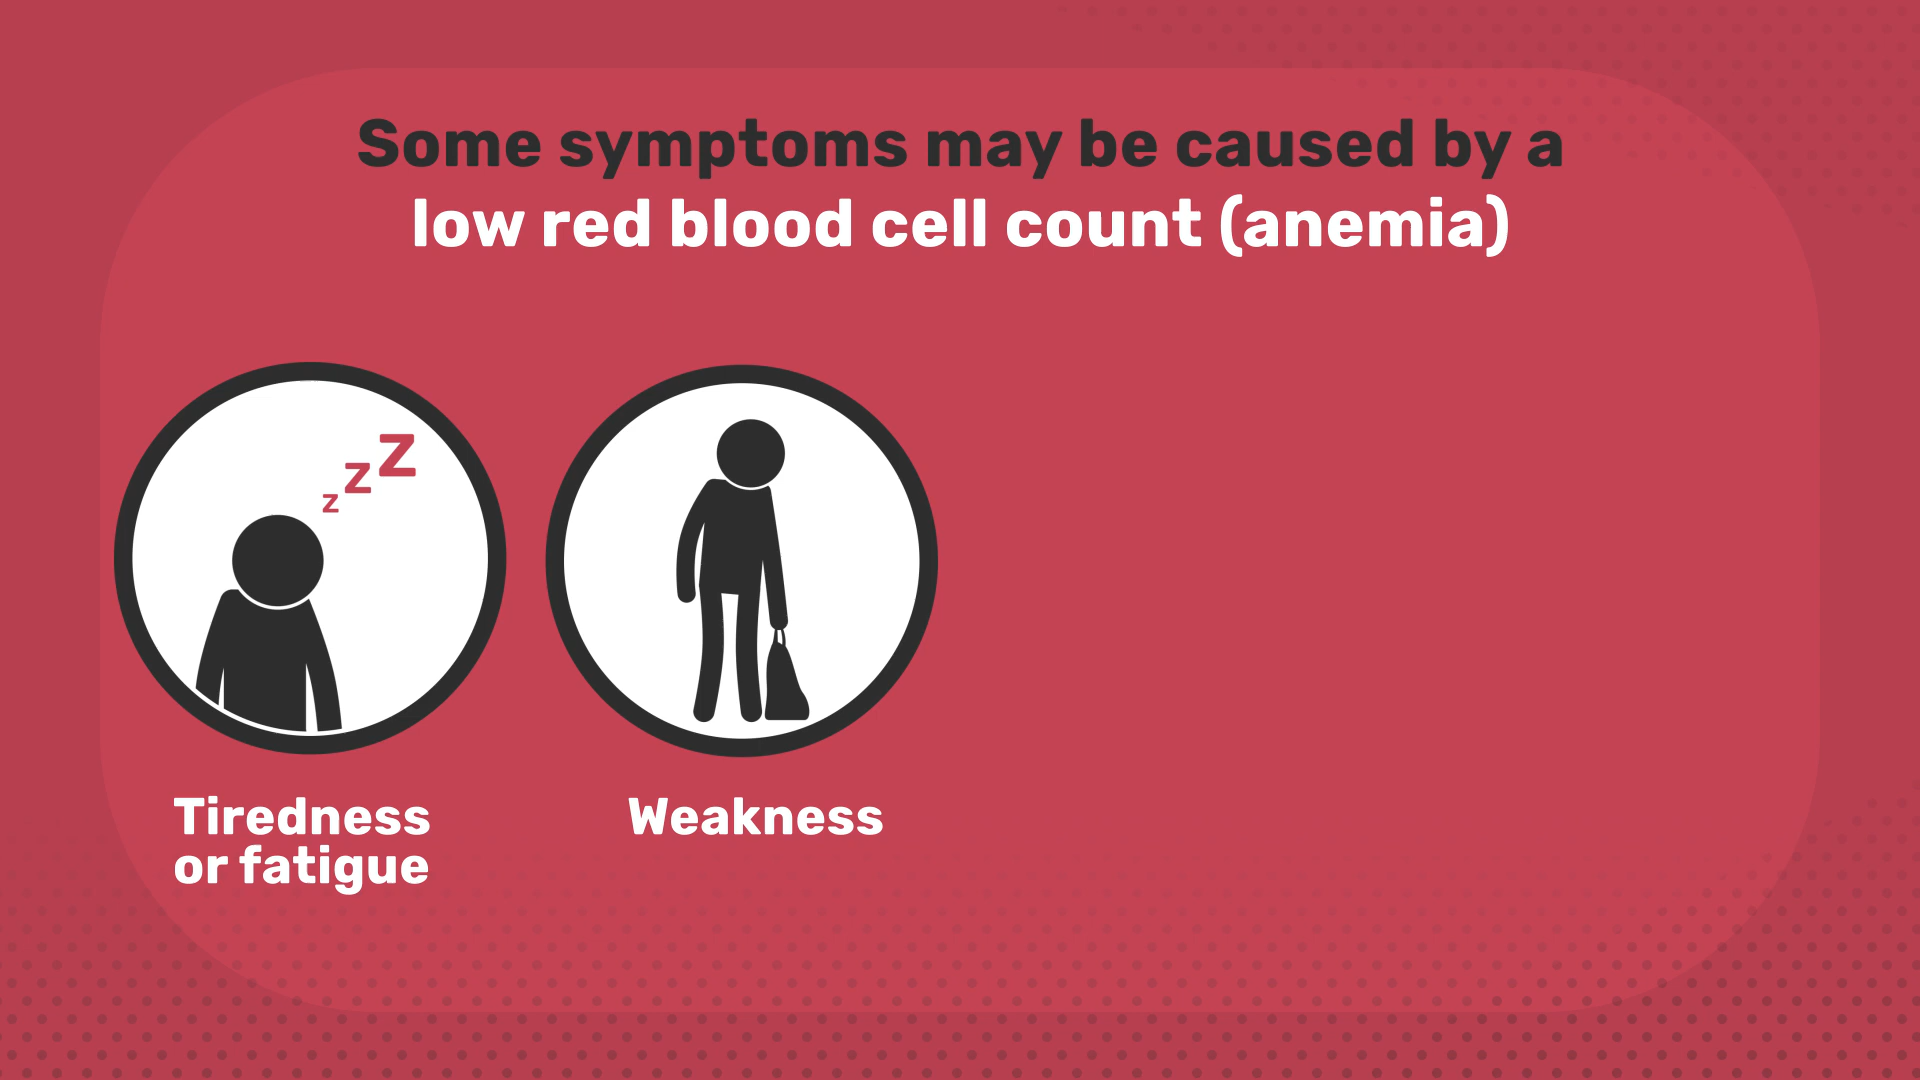 Some symptoms may be caused by a
low red blood cell count (anemia)
z z Z
Tiredness
or fatigue
Weakness